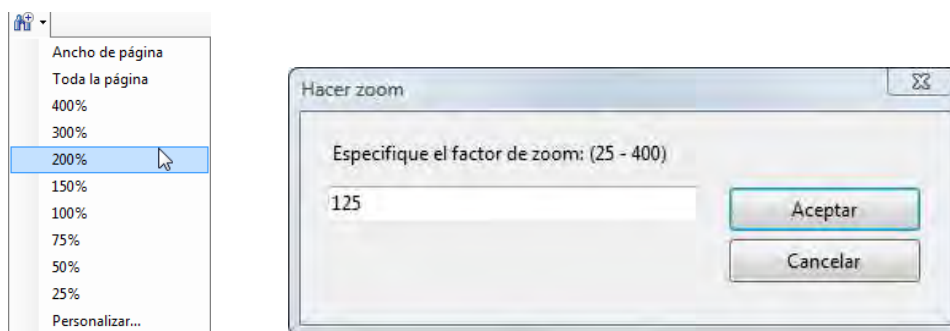 Ancho de página
Toda la página
400%
300%
200%
150%
100%
75%
50%
25%
Personalizar...
Hacer zoom
Especifique el factor de zoom: (25 - 400)
125
Aceptar
Cancelar